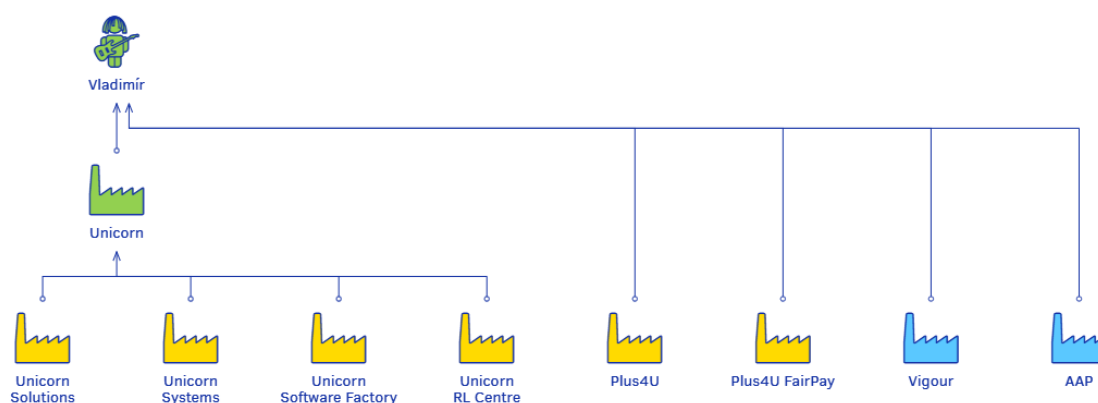 Vladimír
Unicorn
Unicorn
Solutions
Unicorn
Systems
Unicorn
Software Factory
Unicorn
RL Centre
Plus4U
Plus4U FairPay
Vigour
AAP